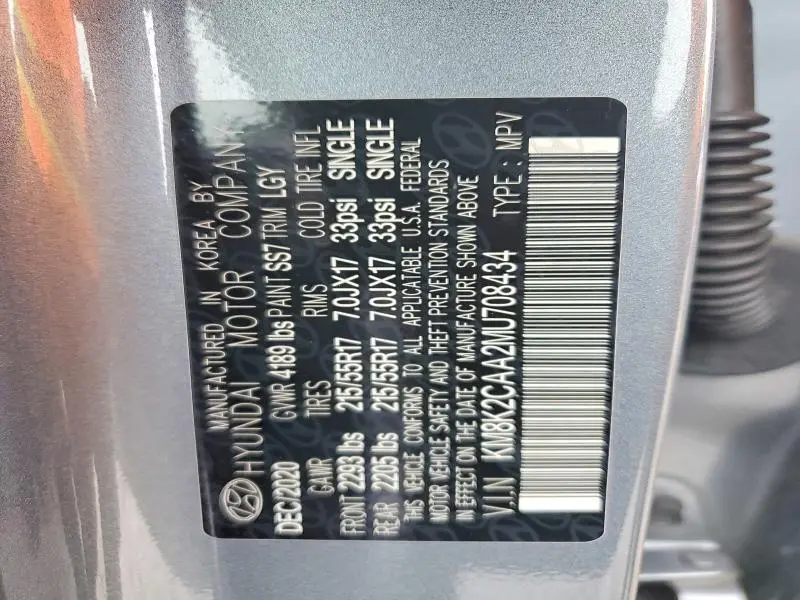 MANUFACTURED IN KOREA BY
HYUNDAI MOTOR COMPANY
DEC/2020 GVWR 4189 lbs PAINT SS7 TRIM LGY
GAWR TIRES RIMS COLD TIRE INFL
FRONT 2293 lbs 215/55R17 7.0JX17 33psi SINGLE
REAR 2205 lbs 215/55R17 7.0JX17 33psi SINGLE
THIS VEHICLE CONFORMS TO ALL APPLICABLE U.S.A. FEDERAL
MOTOR VEHICLE SAFETY AND THEFT PREVENTION STANDARDS
IN EFFECT ON THE DATE OF MANUFACTURE SHOWN ABOVE
V.I.N KM8K2CAA2MU708434 TYPE : MPV